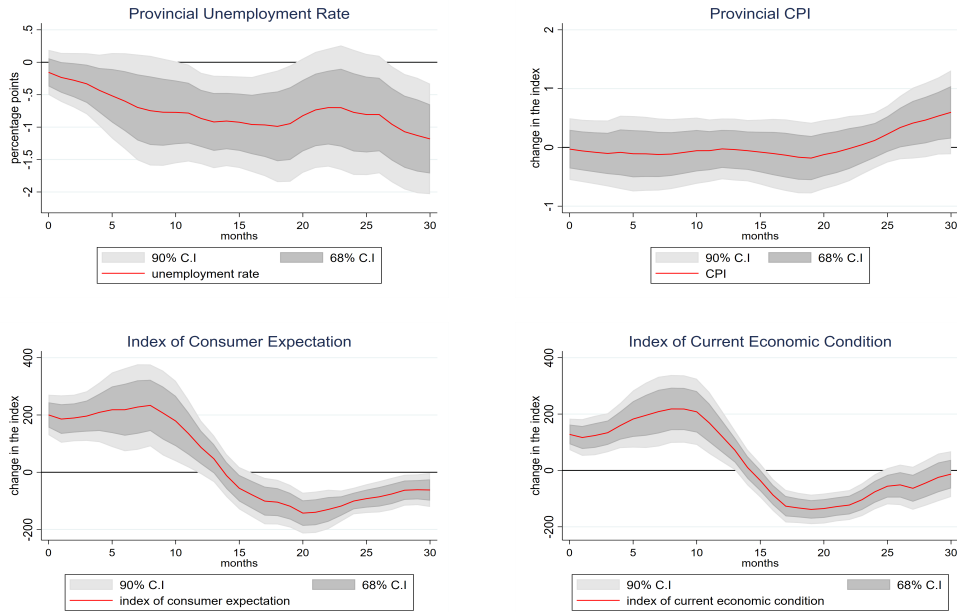 Provincial Unemployment Rate
percentage points
.5
0
-.5
-1
-1.5
-2
0 5 10 15 20 25 30
months
90% C.I 68% C.I
unemployment rate
Provincial CPI
change in the index
2
1
0
-1
0 5 10 15 20 25 30
months
90% C.I 68% C.I
CPI
Index of Consumer Expectation
change in the index
400
200
0
-200
0 5 10 15 20 25 30
months
90% C.I 68% C.I
index of consumer expectation
Index of Current Economic Condition
change in the index
400
200
0
-200
0 5 10 15 20 25 30
months
90% C.I 68% C.I
index of current economic condition